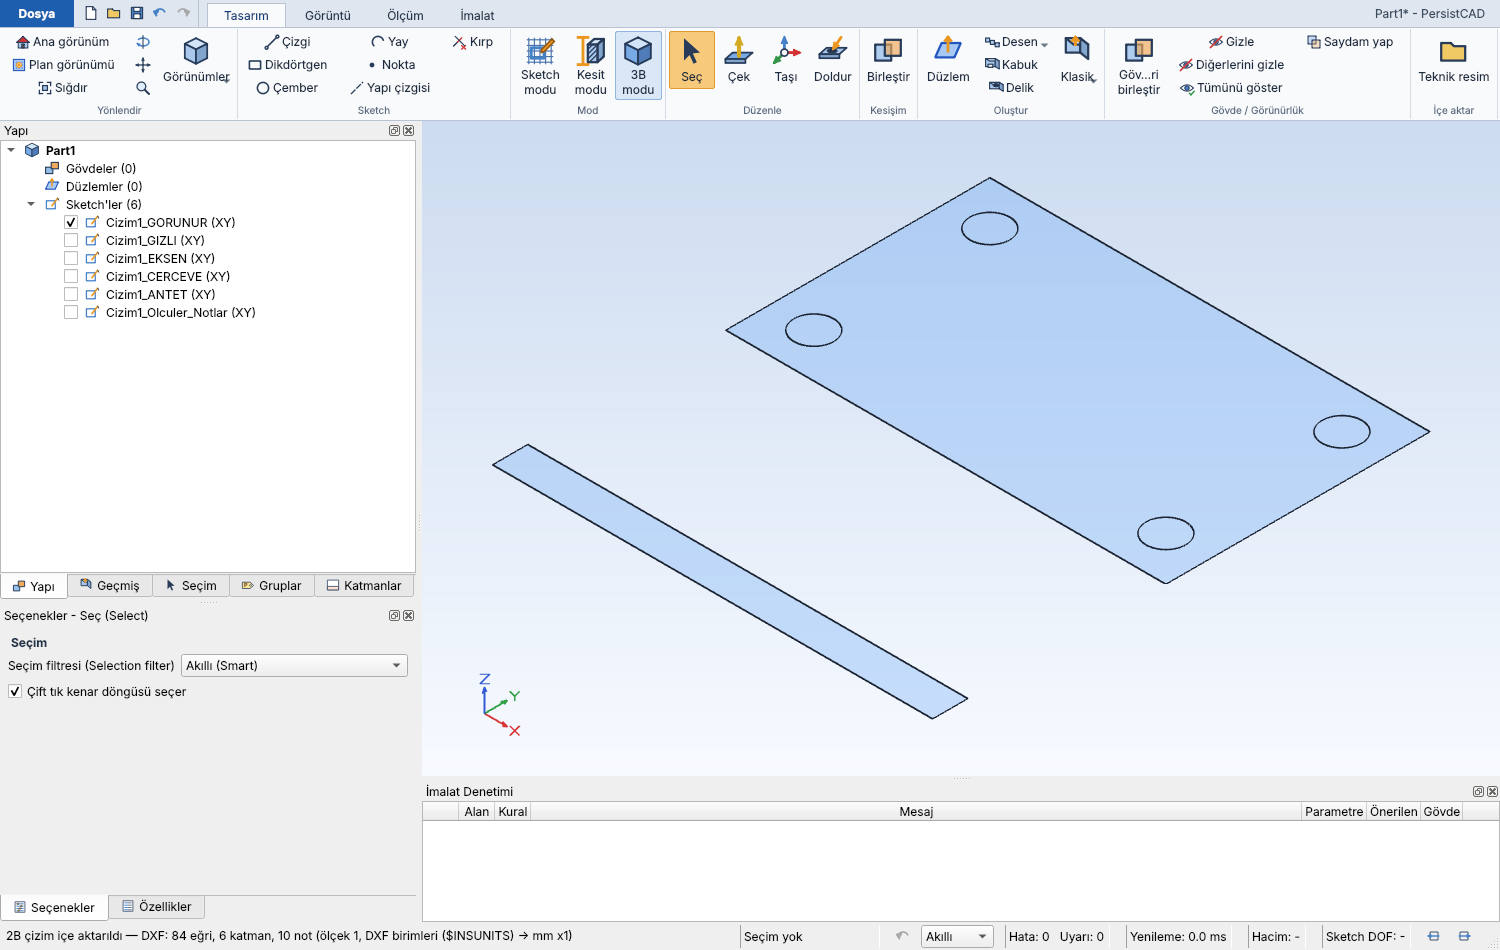 Dosya
Tasarım
Görüntü
Ölçüm
İmalat
Part1* - PersistCAD
Ana görünüm
Plan görünümü
Sığdır
Görünümler
Yönlendir
Çizgi
Dikdörtgen
Çember
Yay
Nokta
Yapı çizgisi
Kırp
Sketch
Sketch modu
Kesit modu
3B modu
Mod
Seç
Çek
Taşı
Doldur
Düzenle
Birleştir
Kesişim
Düzlem
Desen
Kabuk
Delik
Klasik
Oluştur
Göv...ri birleştir
Gizle
Diğerlerini gizle
Tümünü göster
Saydam yap
Gövde / Görünürlük
Teknik resim
İçe aktar
Yapı
Part1
Gövdeler (0)
Düzlemler (0)
Sketch'ler (6)
Cizim1_GORUNUR (XY)
Cizim1_GIZLI (XY)
Cizim1_EKSEN (XY)
Cizim1_CERCEVE (XY)
Cizim1_ANTET (XY)
Cizim1_Olculer_Notlar (XY)
Yapı
Geçmiş
Seçim
Gruplar
Katmanlar
Seçenekler - Seç (Select)
Seçim
Seçim filtresi (Selection filter)
Akıllı (Smart)
Çift tık kenar döngüsü seçer
Seçenekler
Özellikler
Z
Y
X
İmalat Denetimi
Alan
Kural
Mesaj
Parametre
Önerilen
Gövde
2B çizim içe aktarıldı — DXF: 84 eğri, 6 katman, 10 not (ölçek 1, DXF birimleri ($INSUNITS) → mm x1)
Seçim yok
Akıllı
Hata: 0
Uyarı: 0
Yenileme: 0.0 ms
Hacim: -
Sketch DOF: -